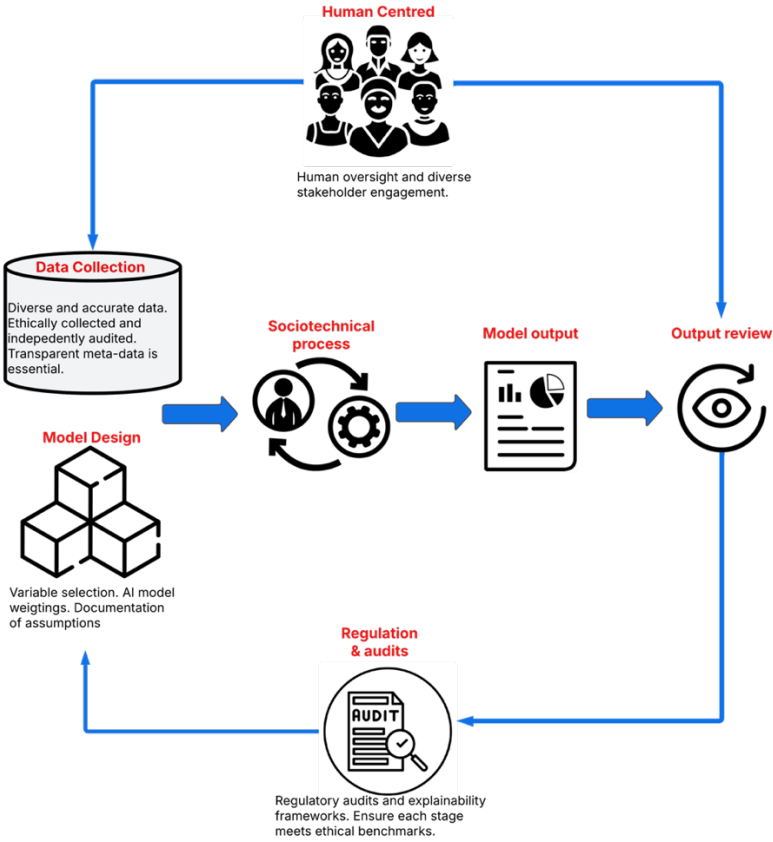 Human Centred
Human oversight and diverse
stakeholder engagement.
Data Collection
Diverse and accurate data.
Ethically collected and
indepedently audited.
Transparent meta-data is
essential.
Sociotechnical
process
Model output
Output review
Model Design
Variable selection. AI model
weigtings. Documentation
of assumptions
Regulation
& audits
AUDIT
Regulatory audits and explainability
frameworks. Ensure each stage
meets ethical benchmarks.